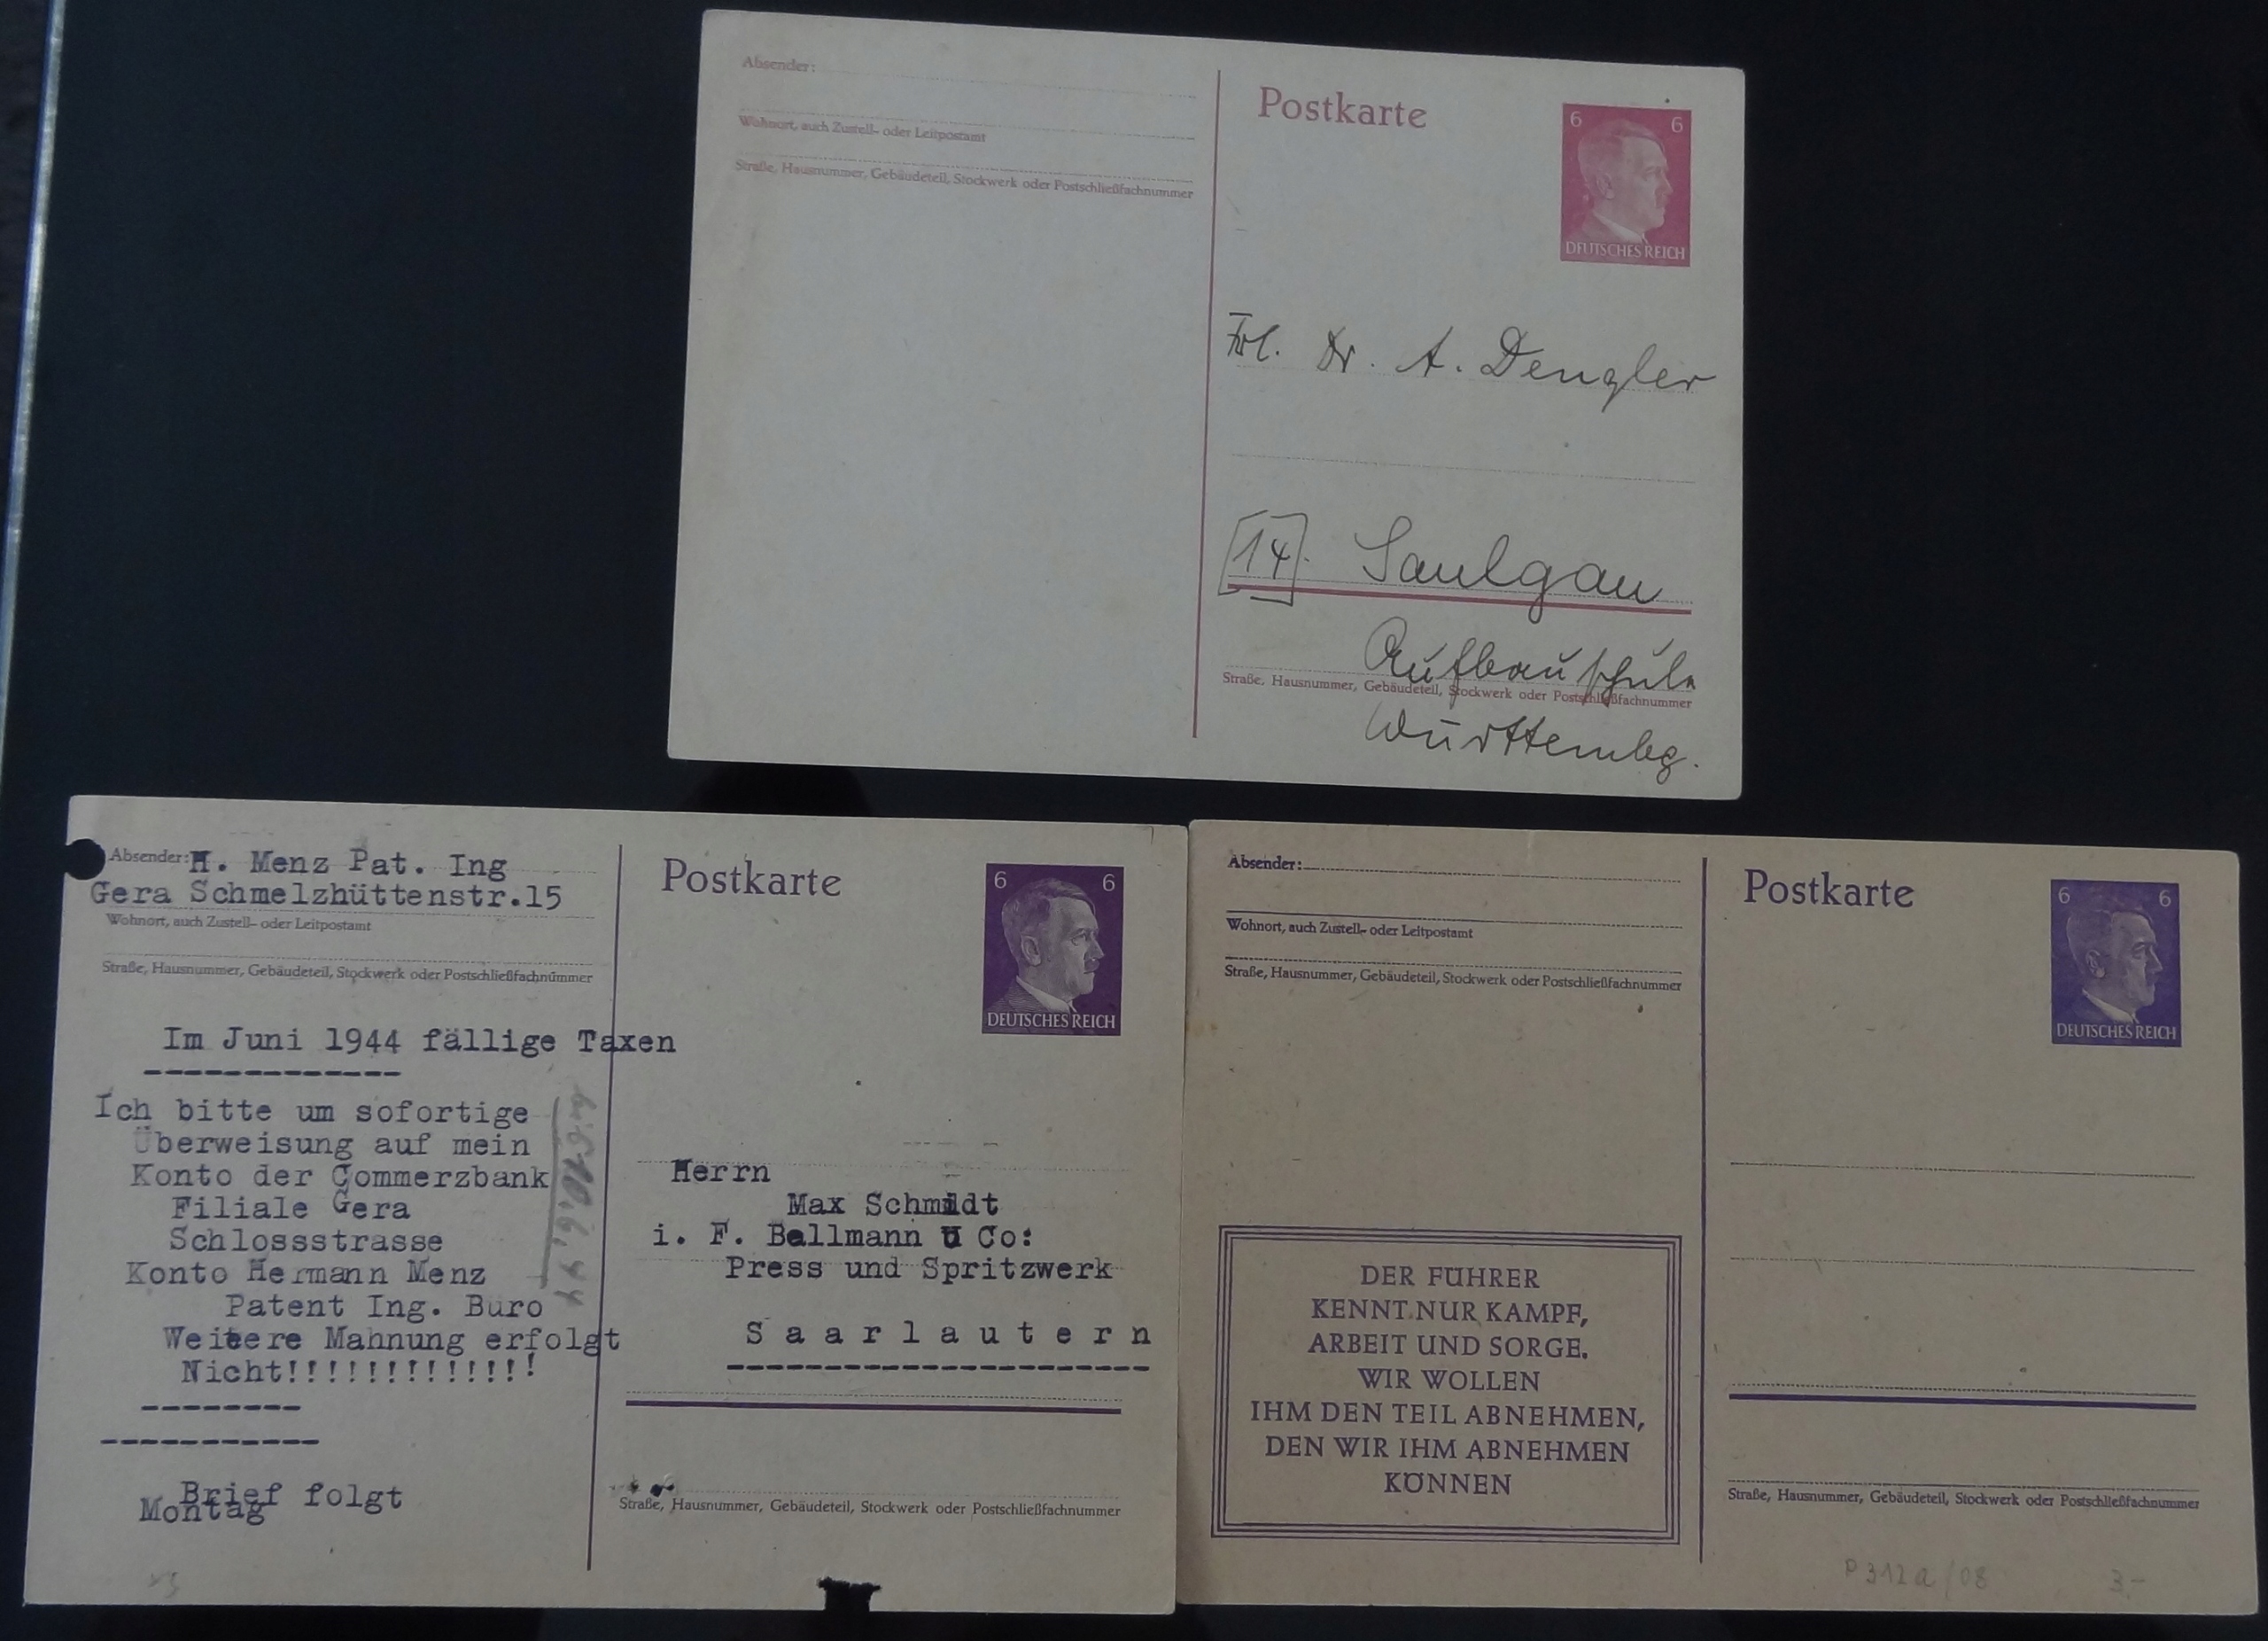 Absender:
Wohnort, auch Zustell- oder Leitpostamt
Straße, Hausnummer, Gebäudeteil, Stockwerk oder Postschließfachnummer
Postkarte
6 6
DEUTSCHES REICH
Frl. Dr. A. Dengler
[14] Saulgau
Aufbauschule
Straße, Hausnummer, Gebäudeteil, Stockwerk oder Postschließfachnummer
Württembg.
Absender: H. Menz Pat. Ing
Gera Schmelzhüttenstr.15
Wohnort, auch Zustell- oder Leitpostamt
Straße, Hausnummer, Gebäudeteil, Stockwerk oder Postschließfachnummer
Im Juni 1944 fällige Taxen
Ich bitte um sofortige
Überweisung auf mein
Konto der Commerzbank
Filiale Gera
Schlossstrasse
Konto Hermann Menz
Patent Ing. Buro
Weitere Mahnung erfolgt
Nicht!!!!!!!!!!!!!
Brief folgt
Montag
Postkarte
6 6
DEUTSCHES REICH
Herrn
Max Schmidt
i. F. Bellmann U Co:
Press und Spritzwerk
Saarlautern
Straße, Hausnummer, Gebäudeteil, Stockwerk oder Postschließfachnummer
Absender:
Wohnort, auch Zustell- oder Leitpostamt
Straße, Hausnummer, Gebäudeteil, Stockwerk oder Postschließfachnummer
DER FÜHRER
KENNT NUR KAMPF,
ARBEIT UND SORGE.
WIR WOLLEN
IHM DEN TEIL ABNEHMEN,
DEN WIR IHM ABNEHMEN
KÖNNEN
Postkarte
6 6
DEUTSCHES REICH
Straße, Hausnummer, Gebäudeteil, Stockwerk oder Postschließfachnummer
P 312 a/08 3.-